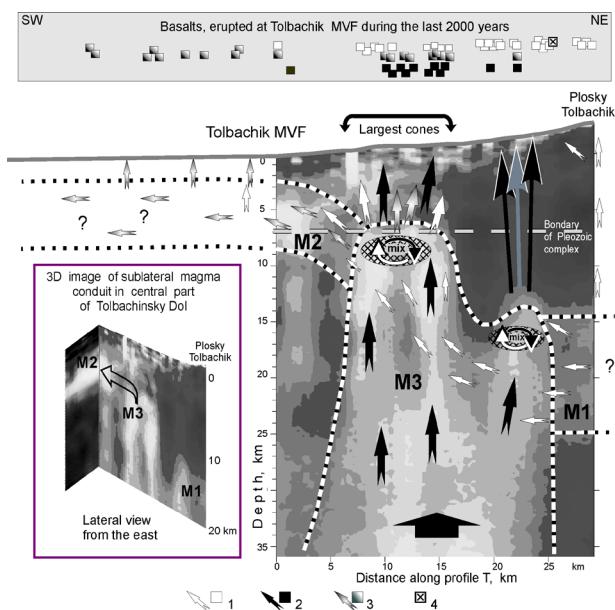 SW
NE
Basalts, erupted at Tolbachik MVF during the last 2000 years
Plosky
Tolbachik
Tolbachik MVF
Largest cones
0
5
10
15
20
25
30
35
Depth, km
?
?
M2
mix
Bondary
of Pleozoic
complex
mix
M3
M1
?
3D image of sublateral magma
conduit in central part
of Tolbachinsky Dol
Plosky
Tolbachik
M2
M3
M1
0
10
20 km
Lateral view
from the east
0 5 10 15 20 25 km
Distance along profile T, km
1 2 3 4